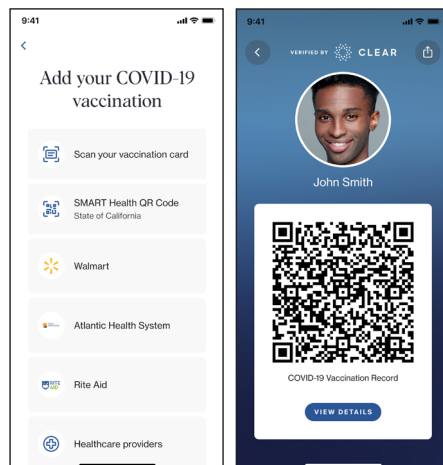 9:41
Add your COVID-19
vaccination
Scan your vaccination card
SMART Health QR Code
State of California
Walmart
Atlantic Health System
RITE
AID
Rite Aid
Healthcare providers
9:41
VERIFIED BY CLEAR
John Smith
COVID-19 Vaccination Record
VIEW DETAILS